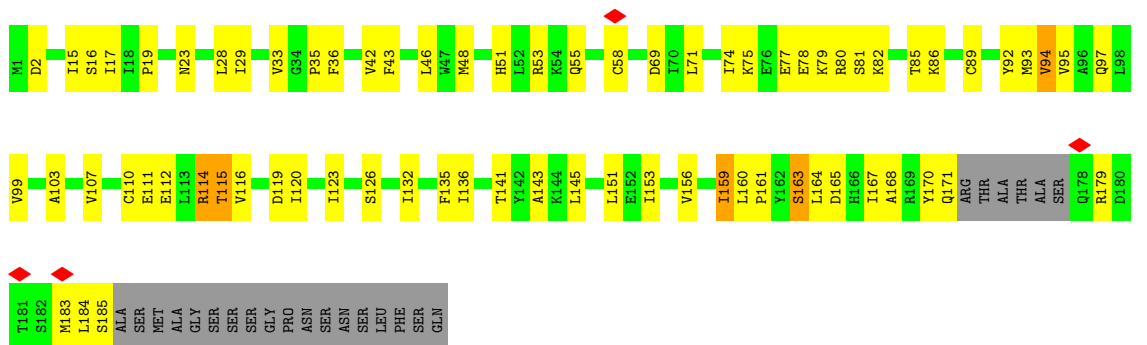 M1 D2 I15 S16 I17 I18 P19 N23 L28 I29 V33 G34 P35 F36 V42 F43 L46 W47 M48 H51 L52 R53 K54 Q55 C58 D69 I70 L71 I74 K75 E76 E77 E78 K79 R80 S81 K82 T85 K86 C89 Y92 M93 V94 V95 A96 Q97 L98
V99 A103 V107 C110 E111 E112 L113 R114 T115 V116 D119 I120 I123 S126 I132 F135 I136 T141 Y142 A143 K144 L145 L151 E152 I153 V156 I159 L160 P161 Y162 S163 L164 D165 H166 I167 A168 R169 Y170 Q171 ARG THR ALA THR ALA SER Q178 R179 D180
T181 S182 M183 L184 S185 ALA SER MET ALA GLY SER SER SER GLY PRO ASN SER ASN SER LEU PHE SER GLN